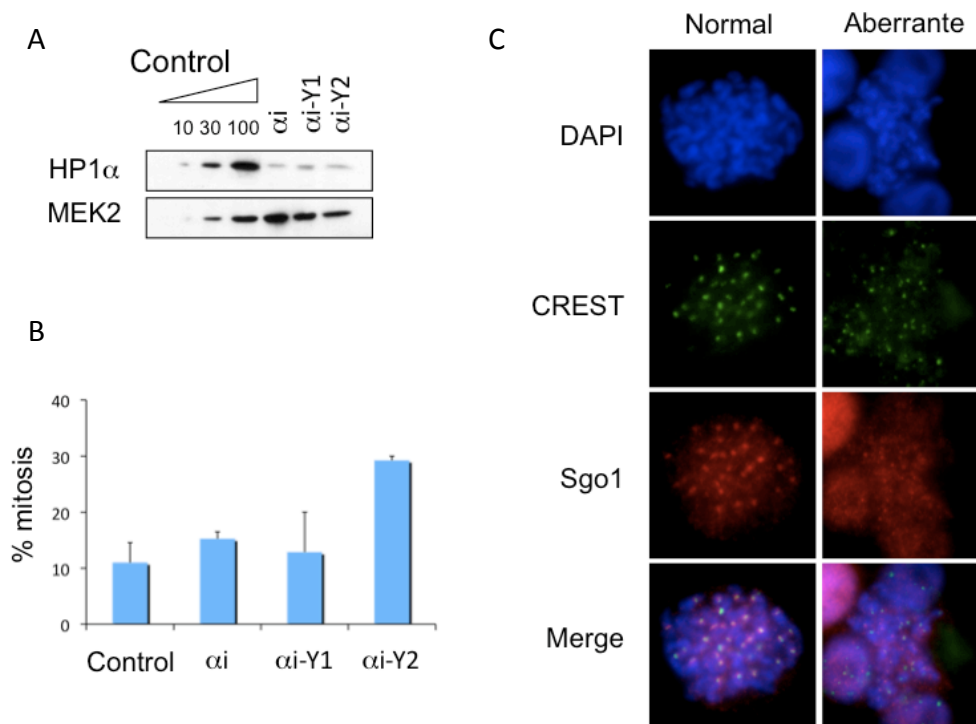 A
Control
10 30 100 αi αi-Y1 αi-Y2
HP1α
MEK2
B
% mitosis
40
30
20
10
0
Control αi αi-Y1 αi-Y2
C
Normal Aberrante
DAPI
CREST
Sgo1
Merge